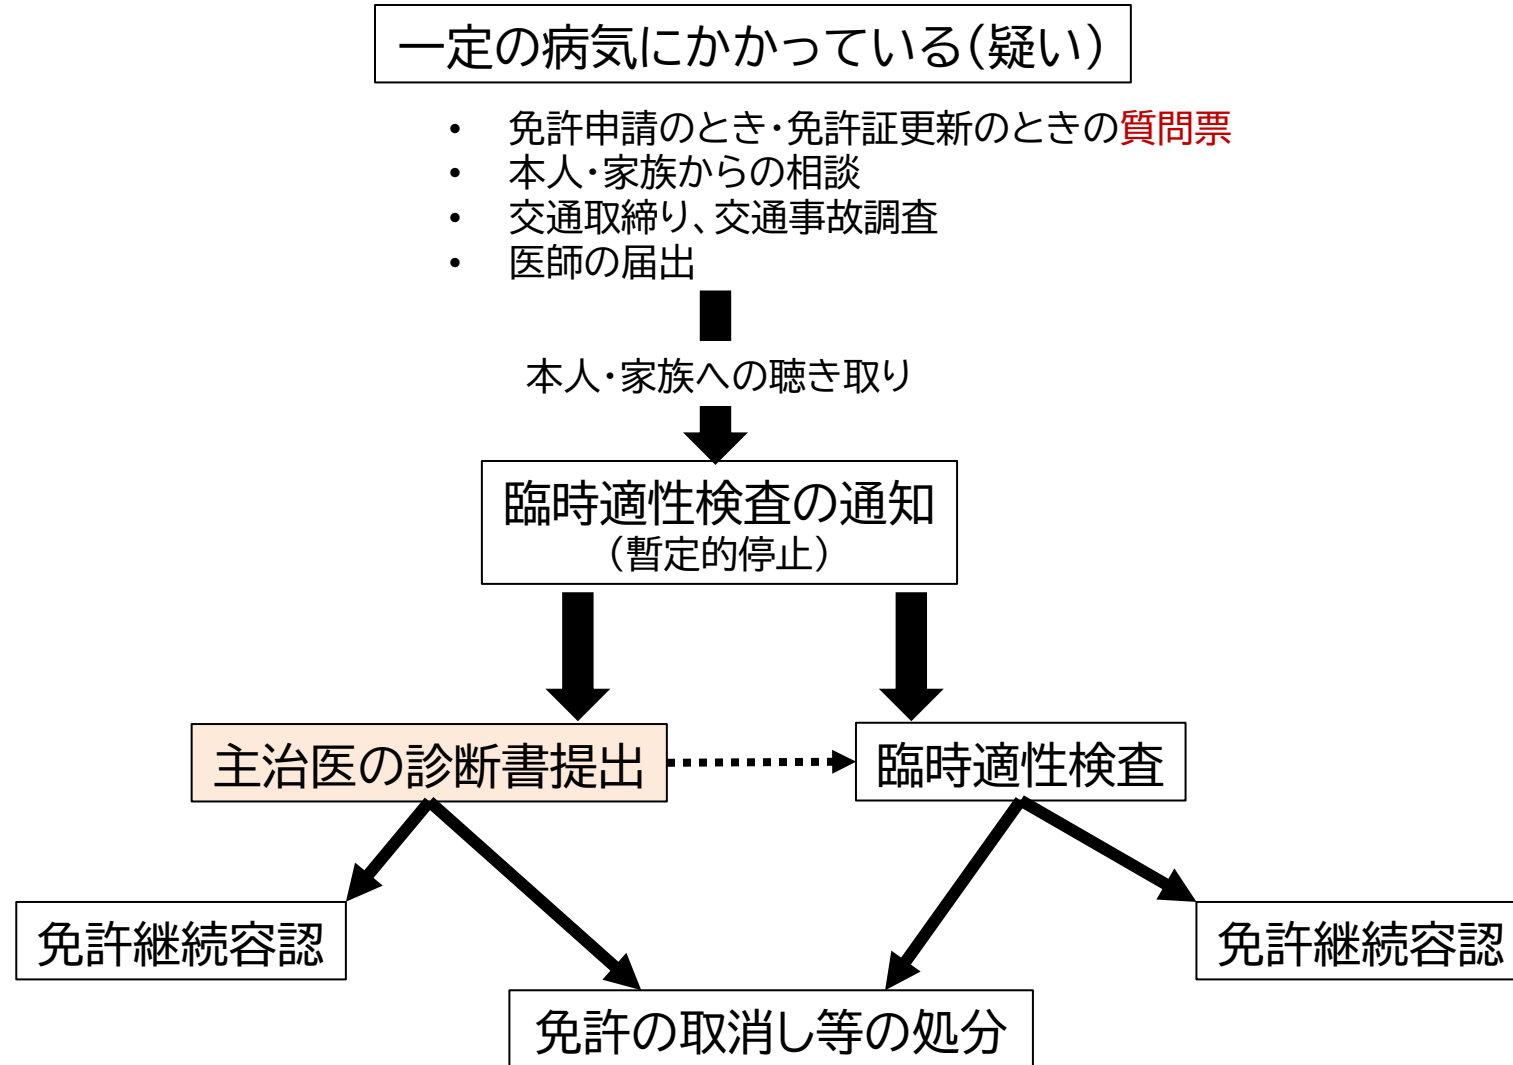 一定の病気にかかっている（疑い）
• 免許申請のとき・免許証更新のときの質問票
• 本人・家族からの相談
• 交通取締り、交通事故調査
• 医師の届出
本人・家族への聴き取り
臨時適性検査の通知
（暫定的停止）
主治医の診断書提出
臨時適性検査
免許継続容認
免許継続容認
免許の取消し等の処分